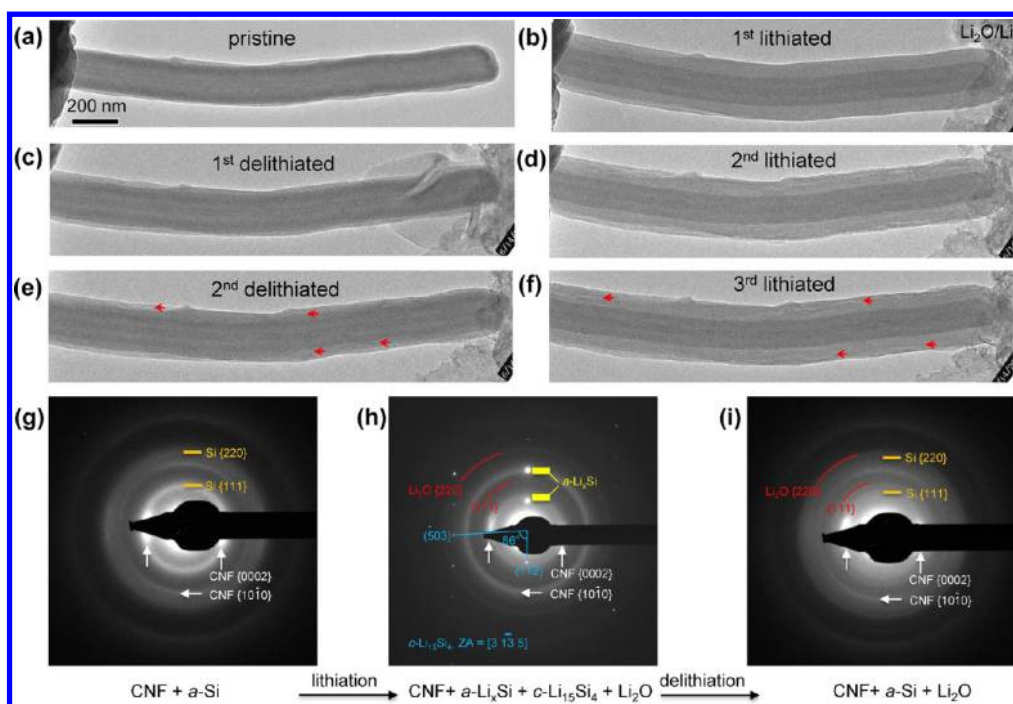 (a)
pristine
200 nm
(b)
1st lithiated
Li2O/Li
(c)
1st delithiated
(d)
2nd lithiated
(e)
2nd delithiated
(f)
3rd lithiated
(g)
Si {220}
Si {111}
CNF {0002}
CNF {101̄0}
(h)
Li2O {220}
{111}
a-LixSi
(5̄03)
86°
CNF {0002}
CNF {101̄0}
c-Li15Si4, ZA = [3 1̄3̄ 5]
(i)
Si {220}
Li2O {220}
Si {111}
{111}
CNF {0002}
CNF {101̄0}
CNF + a-Si
lithiation
CNF+ a-LixSi + c-Li15Si4 + Li2O
delithiation
CNF+ a-Si + Li2O